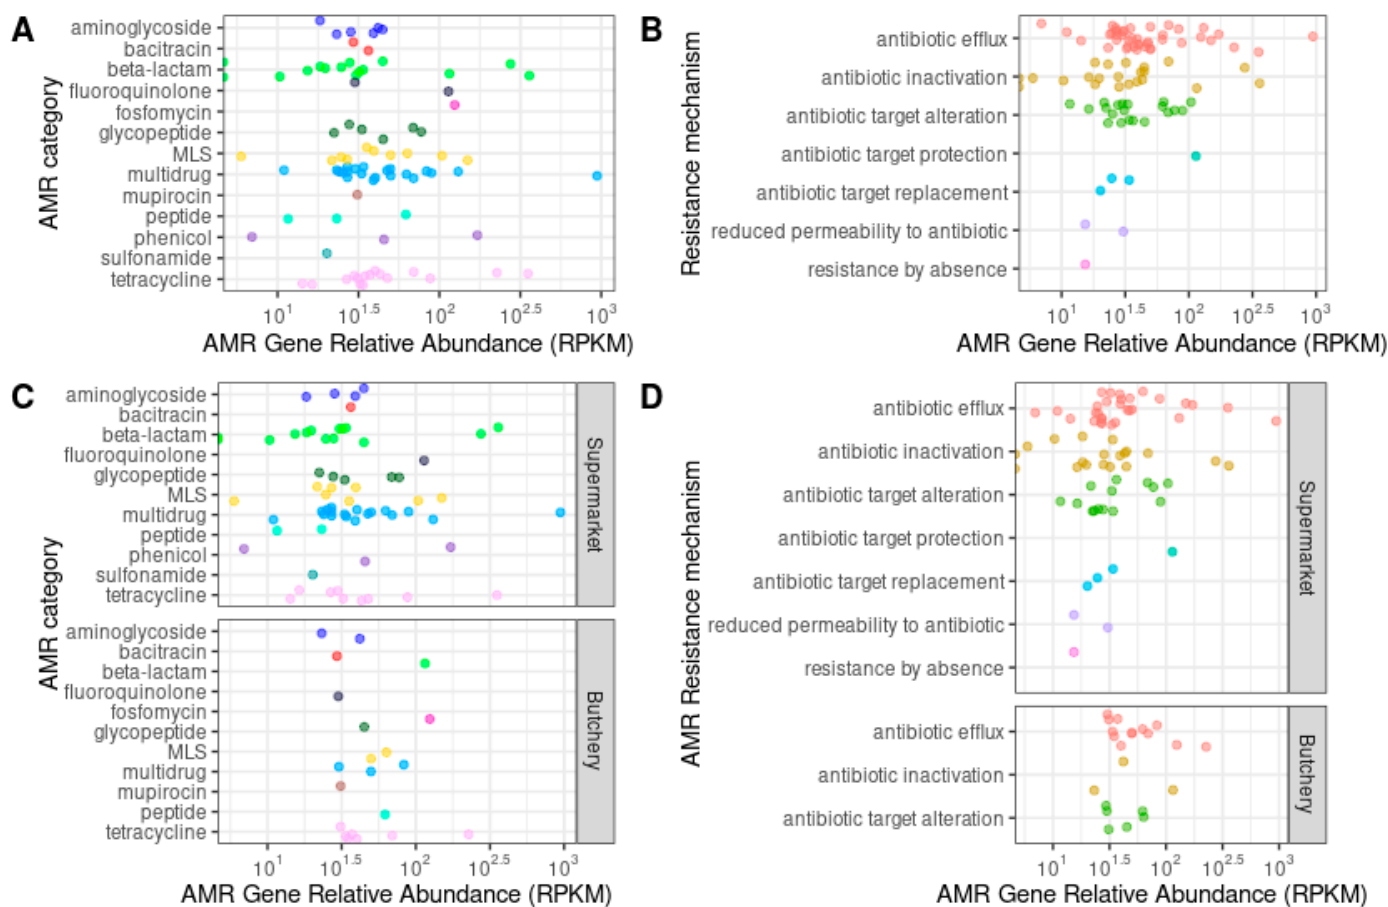 A
AMR category
aminoglycoside
bacitracin
beta-lactam
fluoroquinolone
fosfomycin
glycopeptide
MLS
multidrug
mupirocin
peptide
phenicol
sulfonamide
tetracycline
10^1 10^1.5 10^2 10^2.5 10^3
AMR Gene Relative Abundance (RPKM)
B
Resistance mechanism
antibiotic efflux
antibiotic inactivation
antibiotic target alteration
antibiotic target protection
antibiotic target replacement
reduced permeability to antibiotic
resistance by absence
10^1 10^1.5 10^2 10^2.5 10^3
AMR Gene Relative Abundance (RPKM)
C
AMR category
aminoglycoside
bacitracin
beta-lactam
fluoroquinolone
glycopeptide
MLS
multidrug
peptide
phenicol
sulfonamide
tetracycline
Supermarket
aminoglycoside
bacitracin
beta-lactam
fluoroquinolone
fosfomycin
glycopeptide
MLS
multidrug
mupirocin
peptide
tetracycline
Butchery
10^1 10^1.5 10^2 10^2.5 10^3
AMR Gene Relative Abundance (RPKM)
D
AMR Resistance mechanism
antibiotic efflux
antibiotic inactivation
antibiotic target alteration
antibiotic target protection
antibiotic target replacement
reduced permeability to antibiotic
resistance by absence
Supermarket
antibiotic efflux
antibiotic inactivation
antibiotic target alteration
Butchery
10^1 10^1.5 10^2 10^2.5 10^3
AMR Gene Relative Abundance (RPKM)